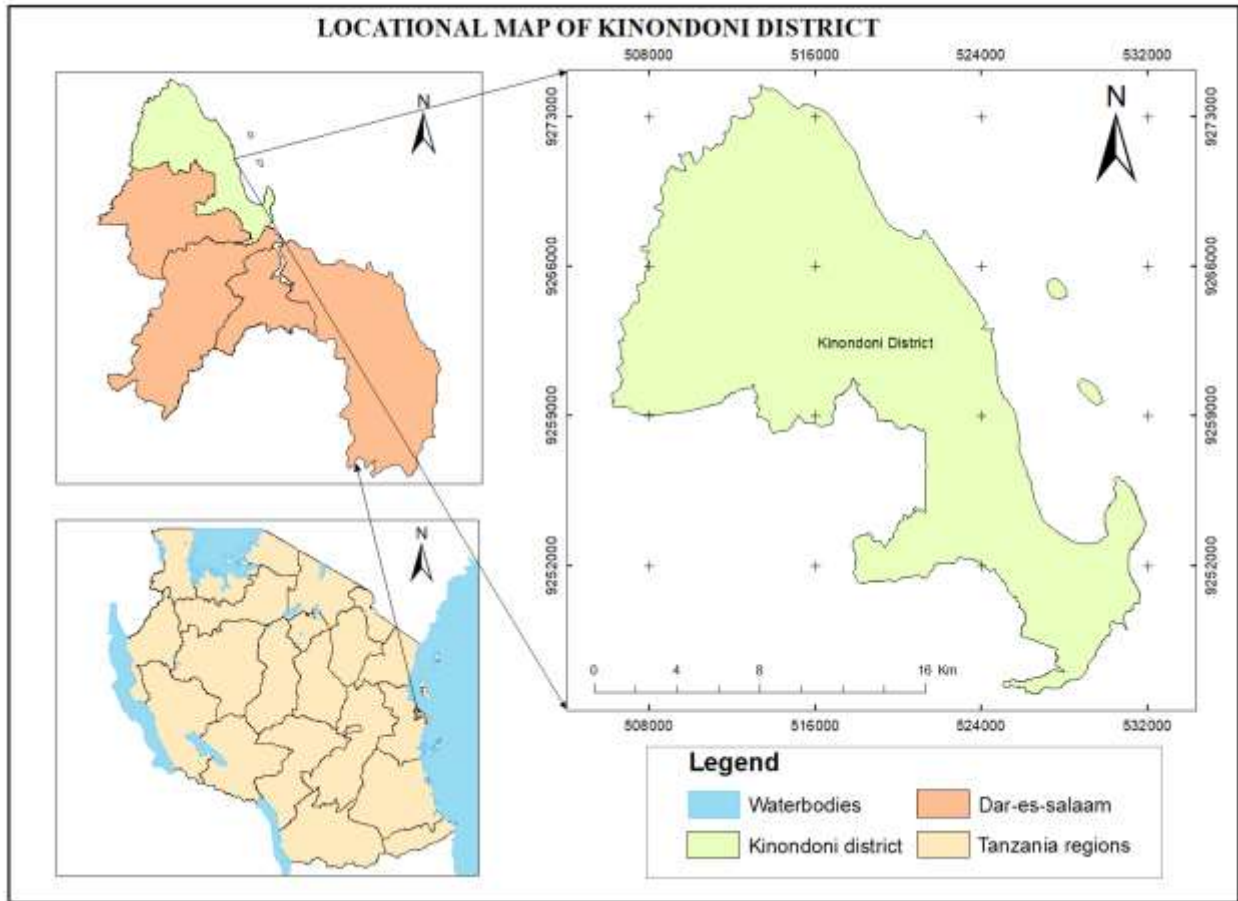 LOCATIONAL MAP OF KINONDONI DISTRICT
508000 516000 524000 532000
N
N
9273000 9273000
9266000 9266000
Kinondoni District
9259000 9259000
N
9252000 9252000
0 4 8 16 Km
508000 516000 524000 532000
Legend
Waterbodies Dar-es-salaam
Kinondoni district Tanzania regions